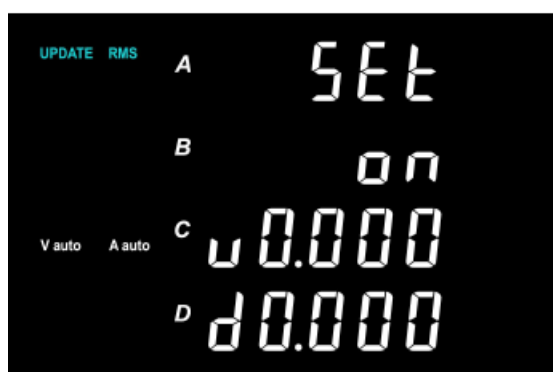 UPDATE RMS A SEt
B on
V auto A auto C u0.000
D d0.000